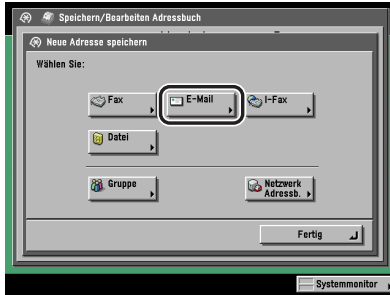 Speichern/Bearbeiten Adressbuch
Neue Adresse speichern
Wählen Sie:
Fax
E-Mail
I-Fax
Datei
Gruppe
Netzwerk
Adressb.
Fertig
Systemmonitor